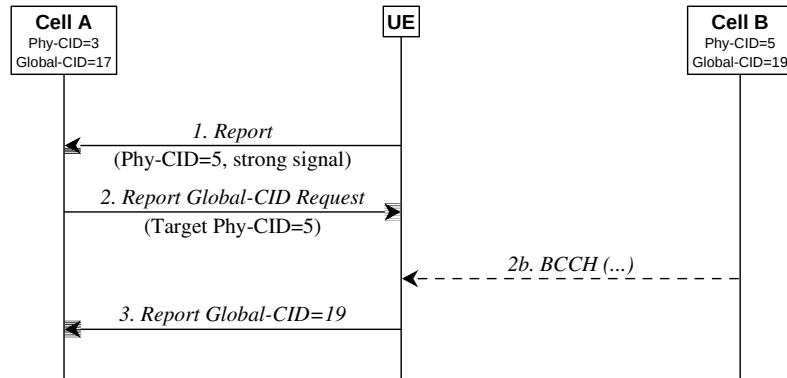 Cell A
Phy-CID=3
Global-CID=17
UE
Cell B
Phy-CID=5
Global-CID=19
1. Report
(Phy-CID=5, strong signal)
2. Report Global-CID Request
(Target Phy-CID=5)
2b. BCCH (...)
3. Report Global-CID=19